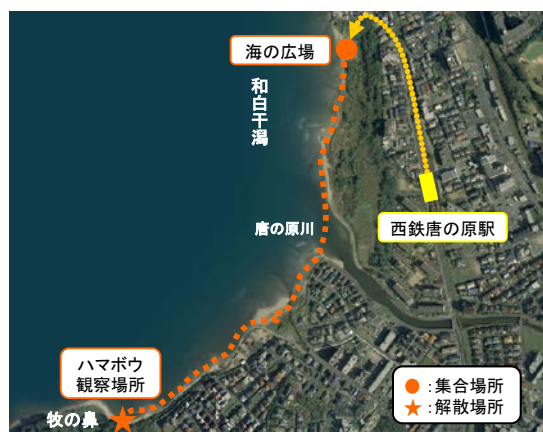 海の広場
和白干潟
唐の原川
西鉄唐の原駅
ハマボウ
観察場所
牧の鼻
:集合場所
:解散場所